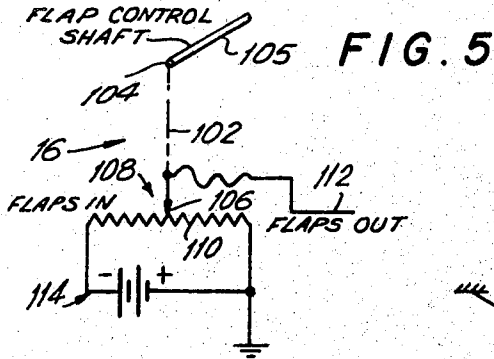 FLAP CONTROL
SHAFT
105
FIG. 5
104
16
102
108
112
FLAPS IN
106
FLAPS OUT
110
- +
114